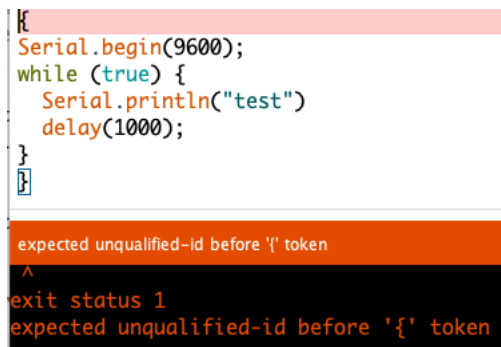 {
Serial.begin(9600);
while (true) {
  Serial.println("test")
  delay(1000);
}
}
expected unqualified-id before '{' token
^
exit status 1
expected unqualified-id before '{' token